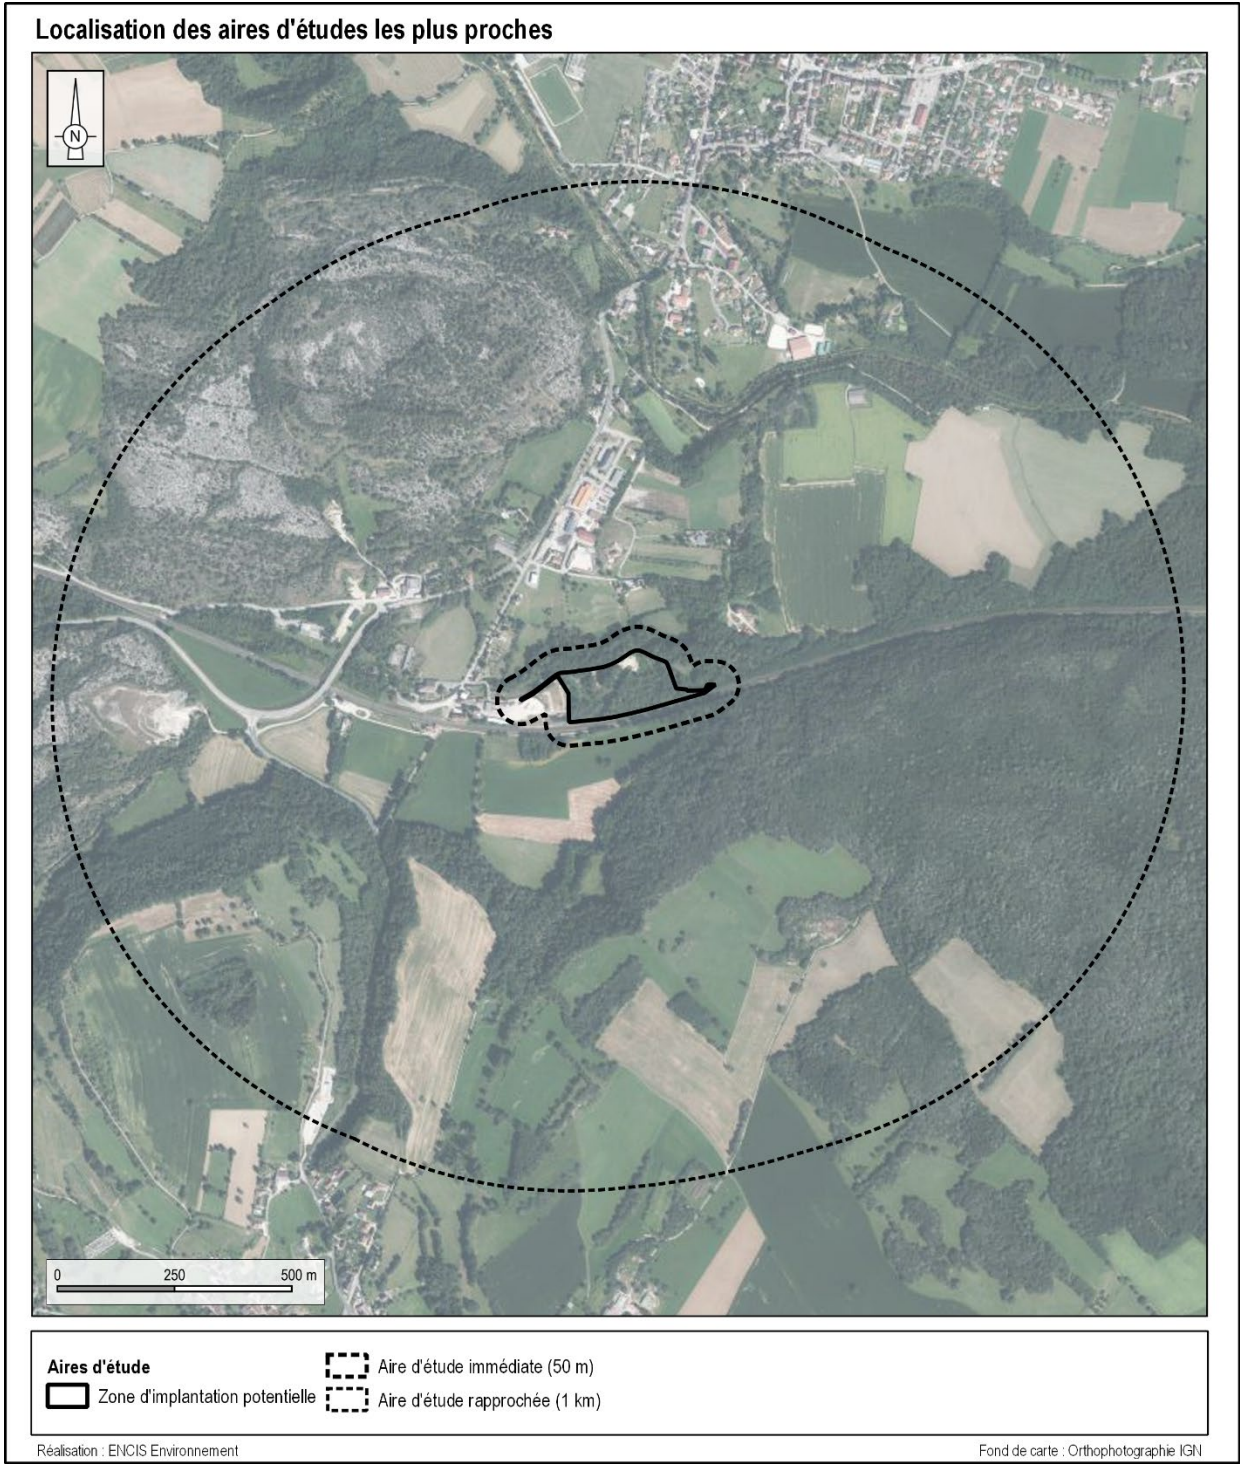 Localisation des aires d'études les plus proches
N
0 250 500 m
Aires d'étude
Zone d'implantation potentielle
Aire d'étude immédiate (50 m)
Aire d'étude rapprochée (1 km)
Réalisation : ENCIS Environnement
Fond de carte : Orthophotographie IGN